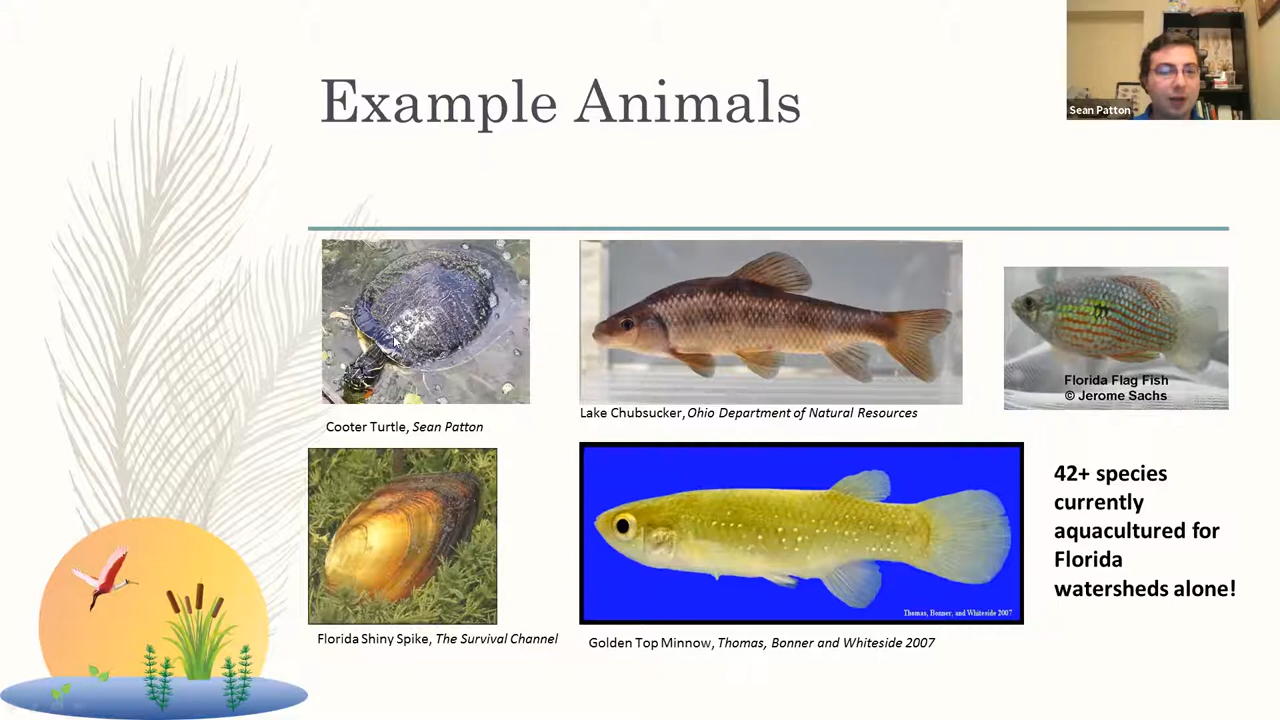 Example Animals
Sean Patton
Florida Flag Fish
© Jerome Sachs
Cooter Turtle, Sean Patton
Lake Chubsucker, Ohio Department of Natural Resources
42+ species
currently
aquacultured for
Florida
watersheds alone!
Thomas, Bonner, and Whiteside 2007
Florida Shiny Spike, The Survival Channel
Golden Top Minnow, Thomas, Bonner and Whiteside 2007